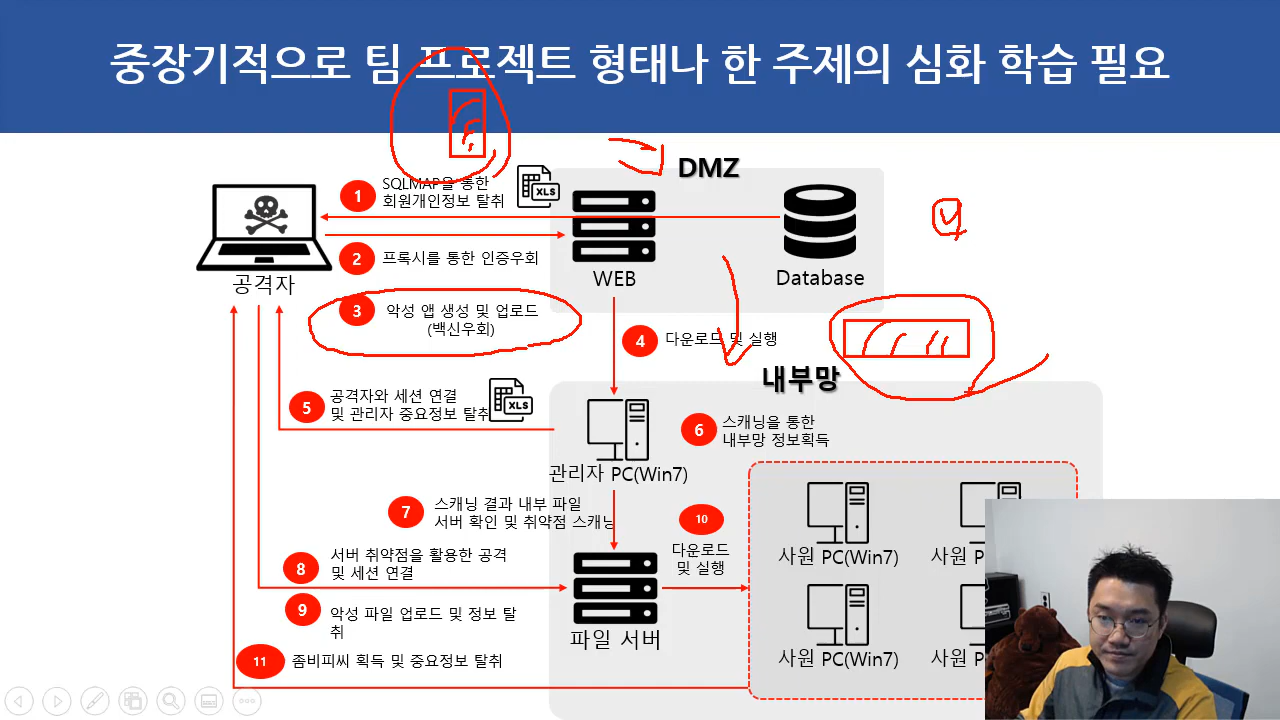 중장기적으로 팀 프로젝트 형태나 한 주제의 심화 학습 필요
DMZ
1
SQLMAP을 통한
회원개인정보 탈취
XLS
2
프록시를 통한 인증우회
공격자
WEB
Database
3
악성 앱 생성 및 업로드
(백신우회)
4
다운로드 및 실행
내부망
5
공격자와 세션 연결
및 관리자 중요정보 탈취
XLS
6
스캐닝을 통한
내부망 정보획득
관리자 PC(Win7)
7
스캐닝 결과 내부 파일
서버 확인 및 취약점 스캐닝
10
다운로드
및 실행
8
서버 취약점을 활용한 공격
및 세션 연결
9
악성 파일 업로드 및 정보 탈
취
파일 서버
사원 PC(Win7)
사원 P
사원 PC(Win7)
사원 P
11
좀비피씨 획득 및 중요정보 탈취